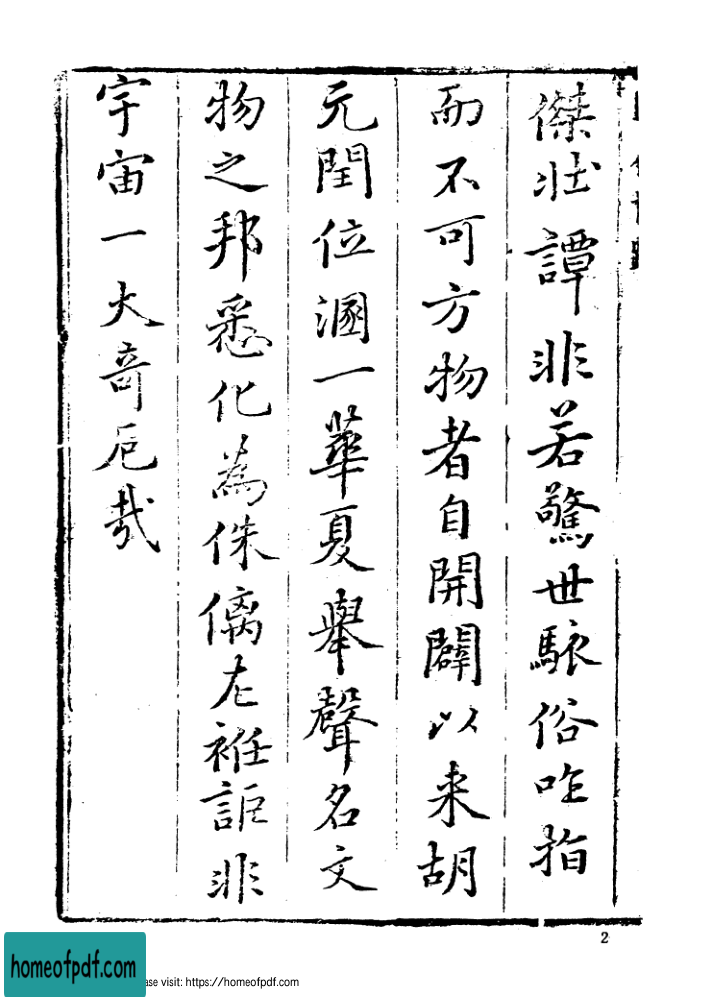 傑壯譚非若驚世駭俗咋指
而不可方物者自開闢以来胡
元閏位溷一華夏舉聲名文
物之邦悉化為侏𠌯左袵詎非
宇宙一大奇厄哉
2
homeofpdf.com
ase visit: https://homeofpdf.com